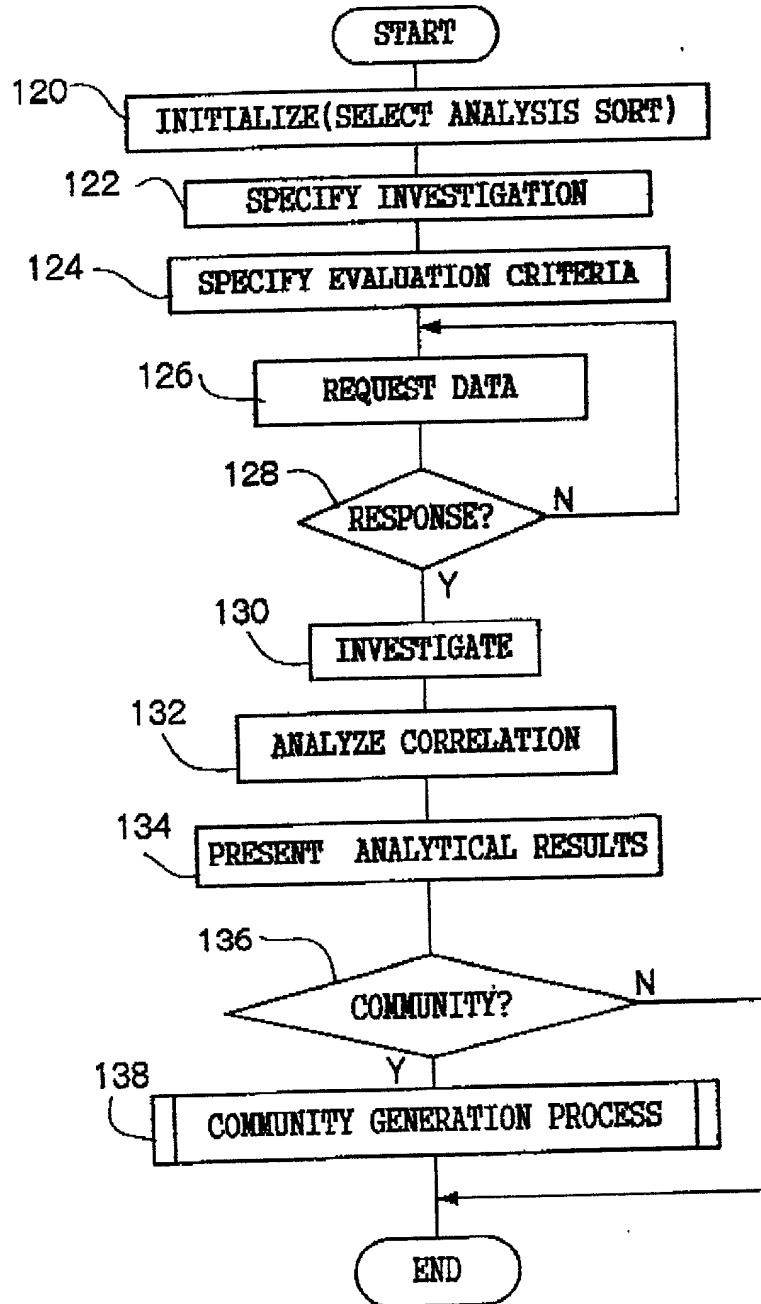 START
120
INITIALIZE(SELECT ANALYSIS SORT)
122
SPECIFY INVESTIGATION
124
SPECIFY EVALUATION CRITERIA
126
REQUEST DATA
128
RESPONSE?
N
Y
130
INVESTIGATE
132
ANALYZE CORRELATION
134
PRESENT ANALYTICAL RESULTS
136
COMMUNITY?
N
Y
138
COMMUNITY GENERATION PROCESS
END